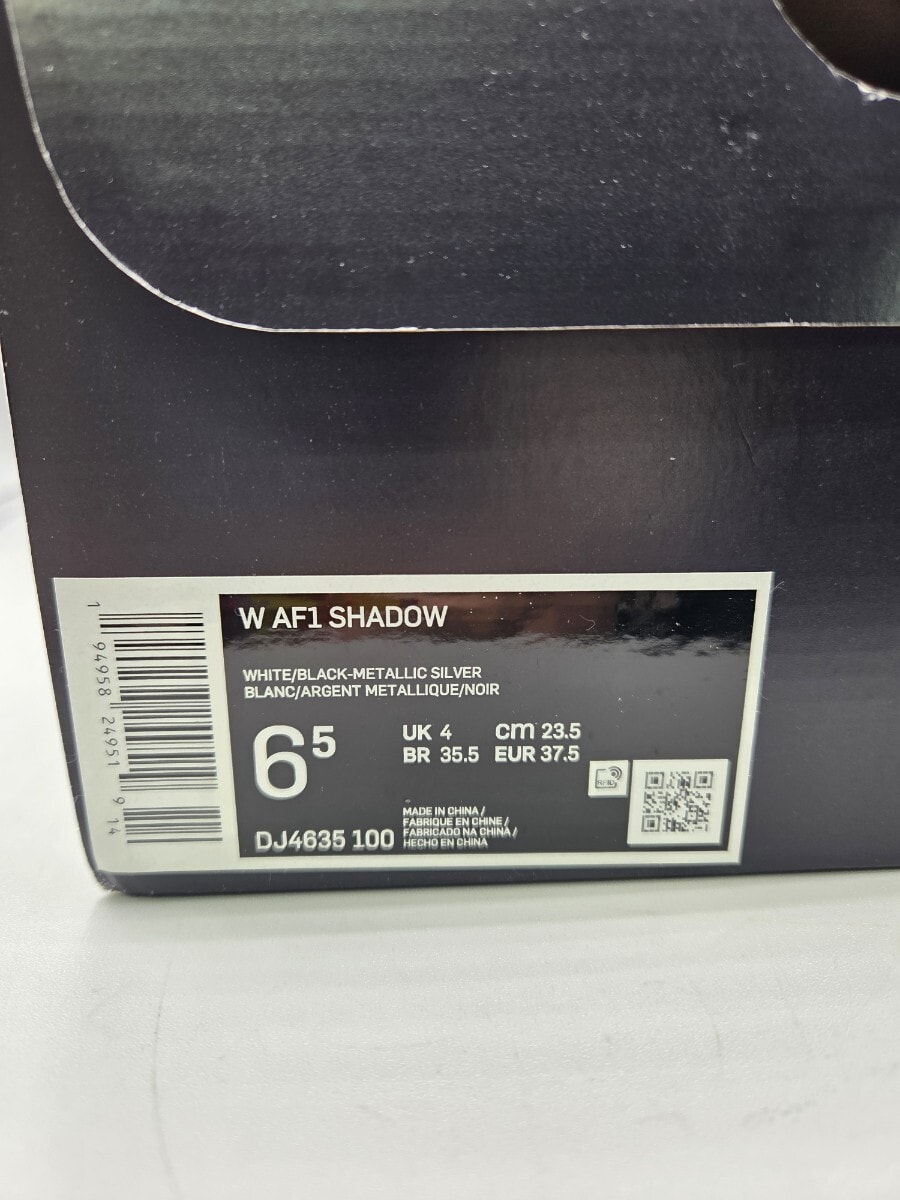 W AF1 SHADOW
WHITE/BLACK-METALLIC SILVER
BLANC/ARGENT METALLIQUE/NOIR
6 5
UK 4 cm 23.5
BR 35.5 EUR 37.5
MADE IN CHINA /
FABRIQUE EN CHINE /
FABRICADO NA CHINA /
HECHO EN CHINA
DJ4635 100
1 94958 24951 9 14